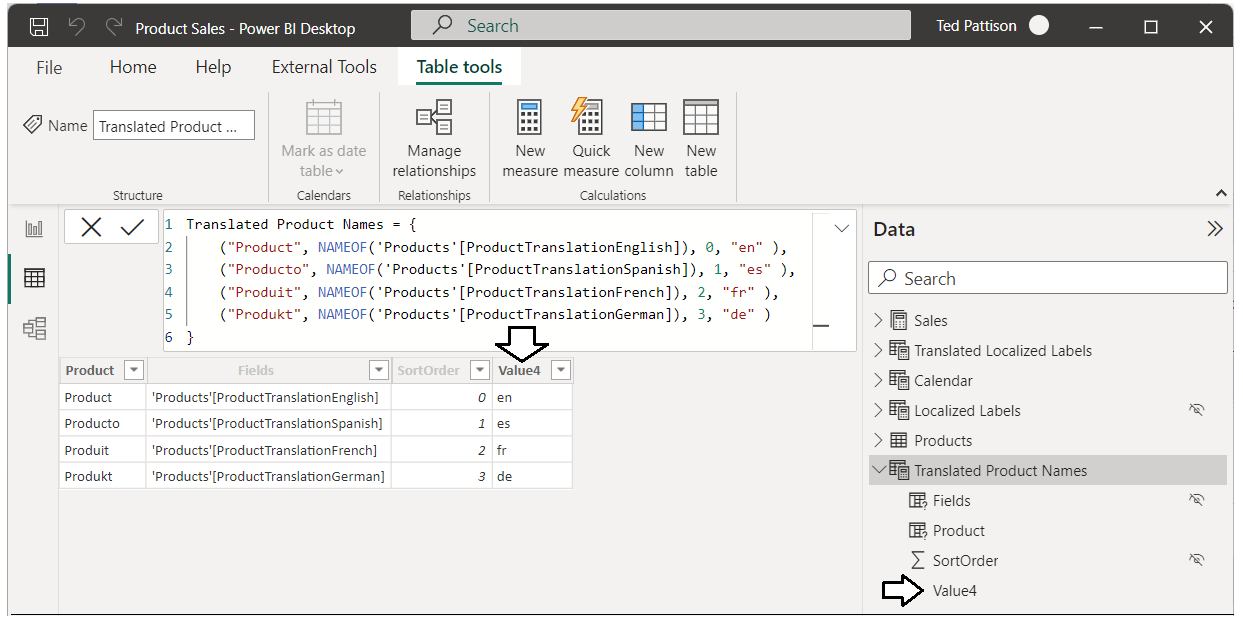 Product Sales - Power BI Desktop
Search
Ted Pattison
File Home Help External Tools Table tools
Name Translated Product ...
Mark as date table
Manage relationships
New measure
Quick measure
New column
New table
Structure Calendars Relationships Calculations
1 Translated Product Names = {
2 ("Product", NAMEOF('Products'[ProductTranslationEnglish]), 0, "en" ),
3 ("Producto", NAMEOF('Products'[ProductTranslationSpanish]), 1, "es" ),
4 ("Produit", NAMEOF('Products'[ProductTranslationFrench]), 2, "fr" ),
5 ("Produkt", NAMEOF('Products'[ProductTranslationGerman]), 3, "de" )
6 }
Product Fields SortOrder Value4
Product 'Products'[ProductTranslationEnglish] 0 en
Producto 'Products'[ProductTranslationSpanish] 1 es
Produit 'Products'[ProductTranslationFrench] 2 fr
Produkt 'Products'[ProductTranslationGerman] 3 de
Data
Search
Sales
Translated Localized Labels
Calendar
Localized Labels
Products
Translated Product Names
Fields
Product
SortOrder
Value4